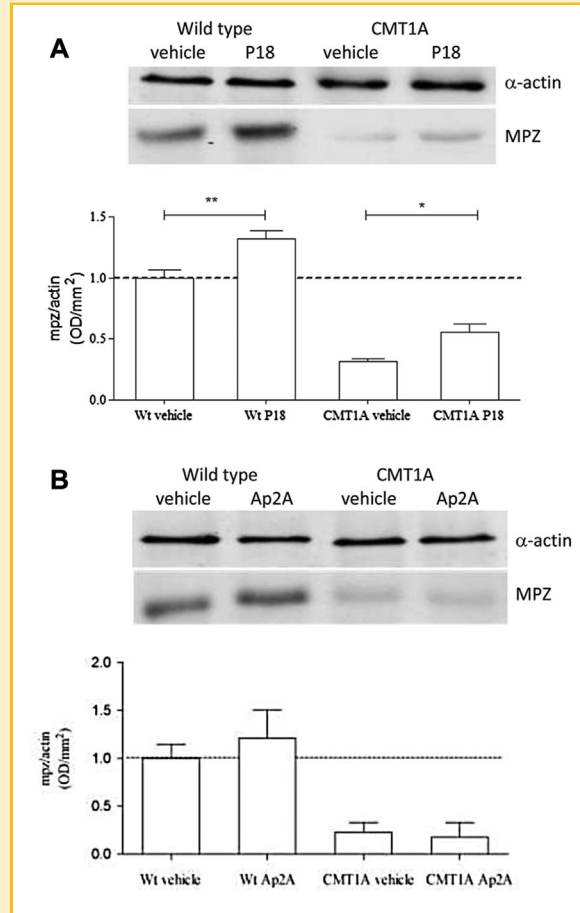 A
Wild type CMT1A
vehicle P18 vehicle P18
α-actin
MPZ
** *
mpz/actin
(OD/mm²)
1.5
1.0
0.5
0.0
Wt vehicle Wt P18 CMT1A vehicle CMT1A P18
B
Wild type CMT1A
vehicle Ap2A vehicle Ap2A
α-actin
MPZ
mpz/actin
(OD/mm²)
2.0
1.5
1.0
0.5
0.0
Wt vehicle Wt Ap2A CMT1A vehicle CMT1A Ap2A